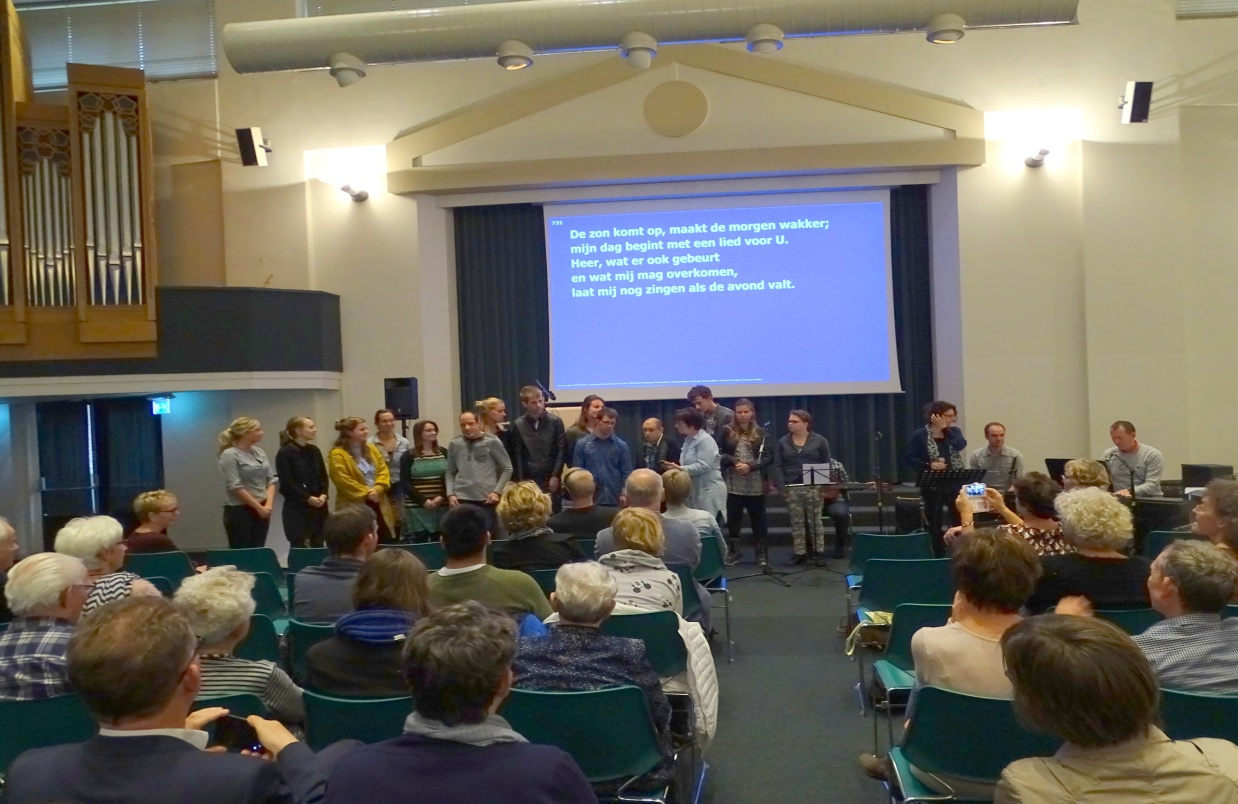 733
De zon komt op, maakt de morgen wakker;
mijn dag begint met een lied voor U.
Heer, wat er ook gebeurt
en wat mij mag overkomen,
laat mij nog zingen als de avond valt.